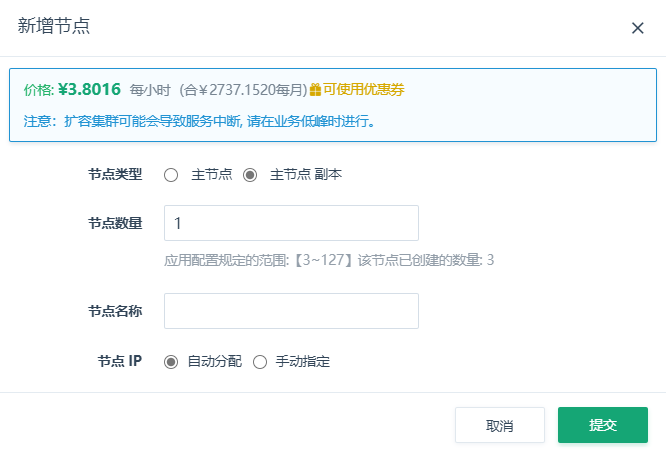 新增节点
价格: ¥3.8016 每小时 (合¥2737.1520每月) 可使用优惠券
注意：扩容集群可能会导致服务中断, 请在业务低峰时进行。
节点类型 主节点 主节点 副本
节点数量 1
应用配置规定的范围:【3~127】该节点已创建的数量: 3
节点名称
节点 IP 自动分配 手动指定
取消 提交